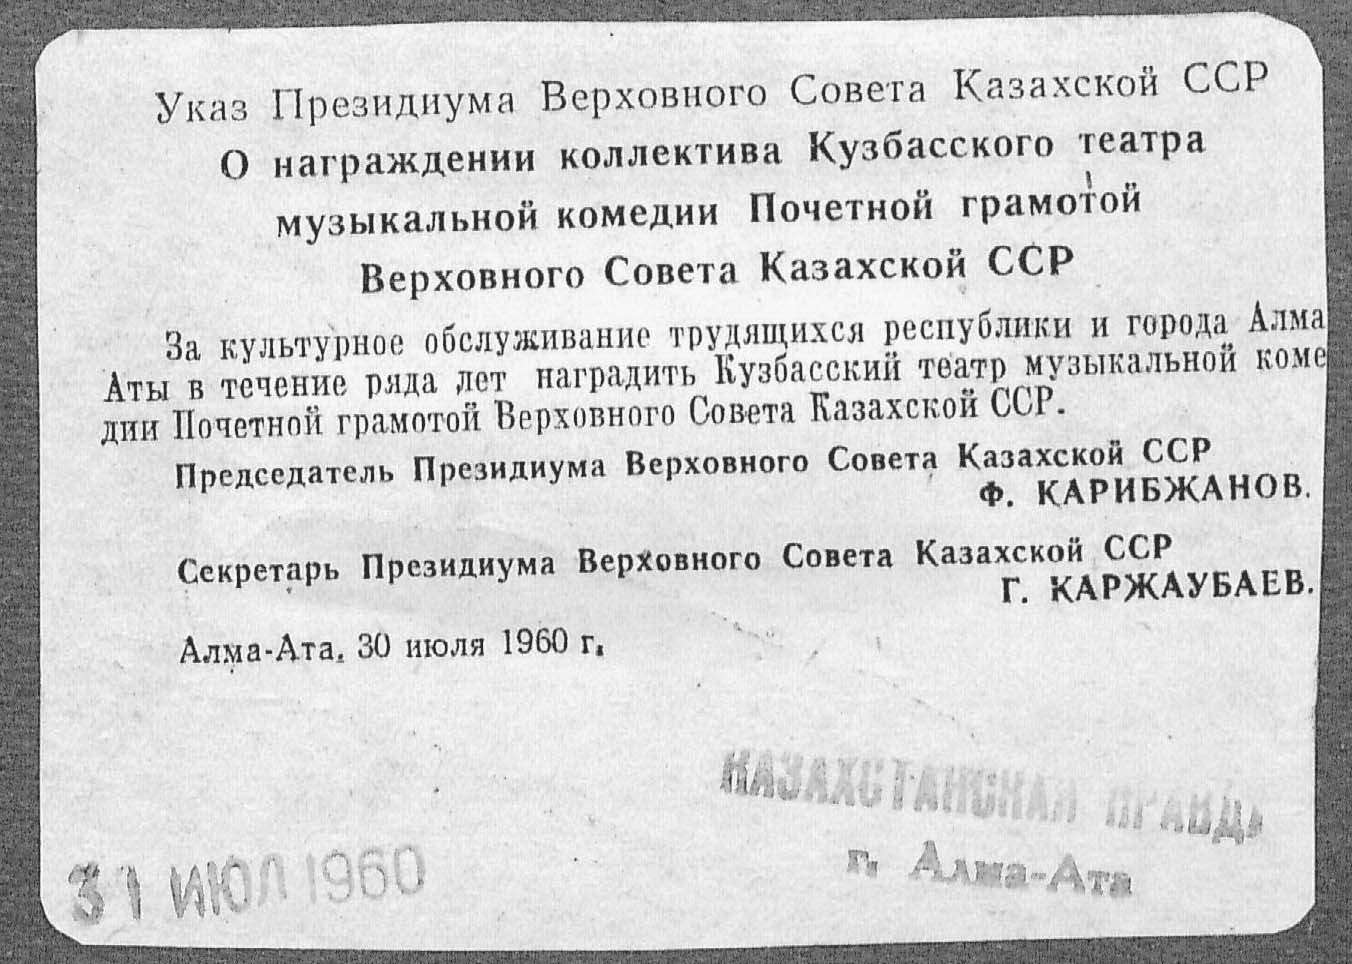 Указ Президиума Верховного Совета Казахской ССР
О награждении коллектива Кузбасского театра
музыкальной комедии Почетной грамотой
Верховного Совета Казахской ССР
За культурное обслуживание трудящихся республики и города Алма
Аты в течение ряда лет наградить Кузбасский театр музыкальной коме
дии Почетной грамотой Верховного Совета Казахской ССР.
Председатель Президиума Верховного Совета Казахской ССР
Ф. КАРИБЖАНОВ.
Секретарь Президиума Верховного Совета Казахской ССР
Г. КАРЖАУБАЕВ.
Алма-Ата, 30 июля 1960 г.
КАЗАХСТАНСКАЯ ПРАВДА
г. Алма-Ата
31 ИЮЛ 1960